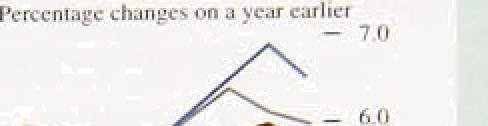 Percentage changes on a year earlier
– 7.0
– 6.0